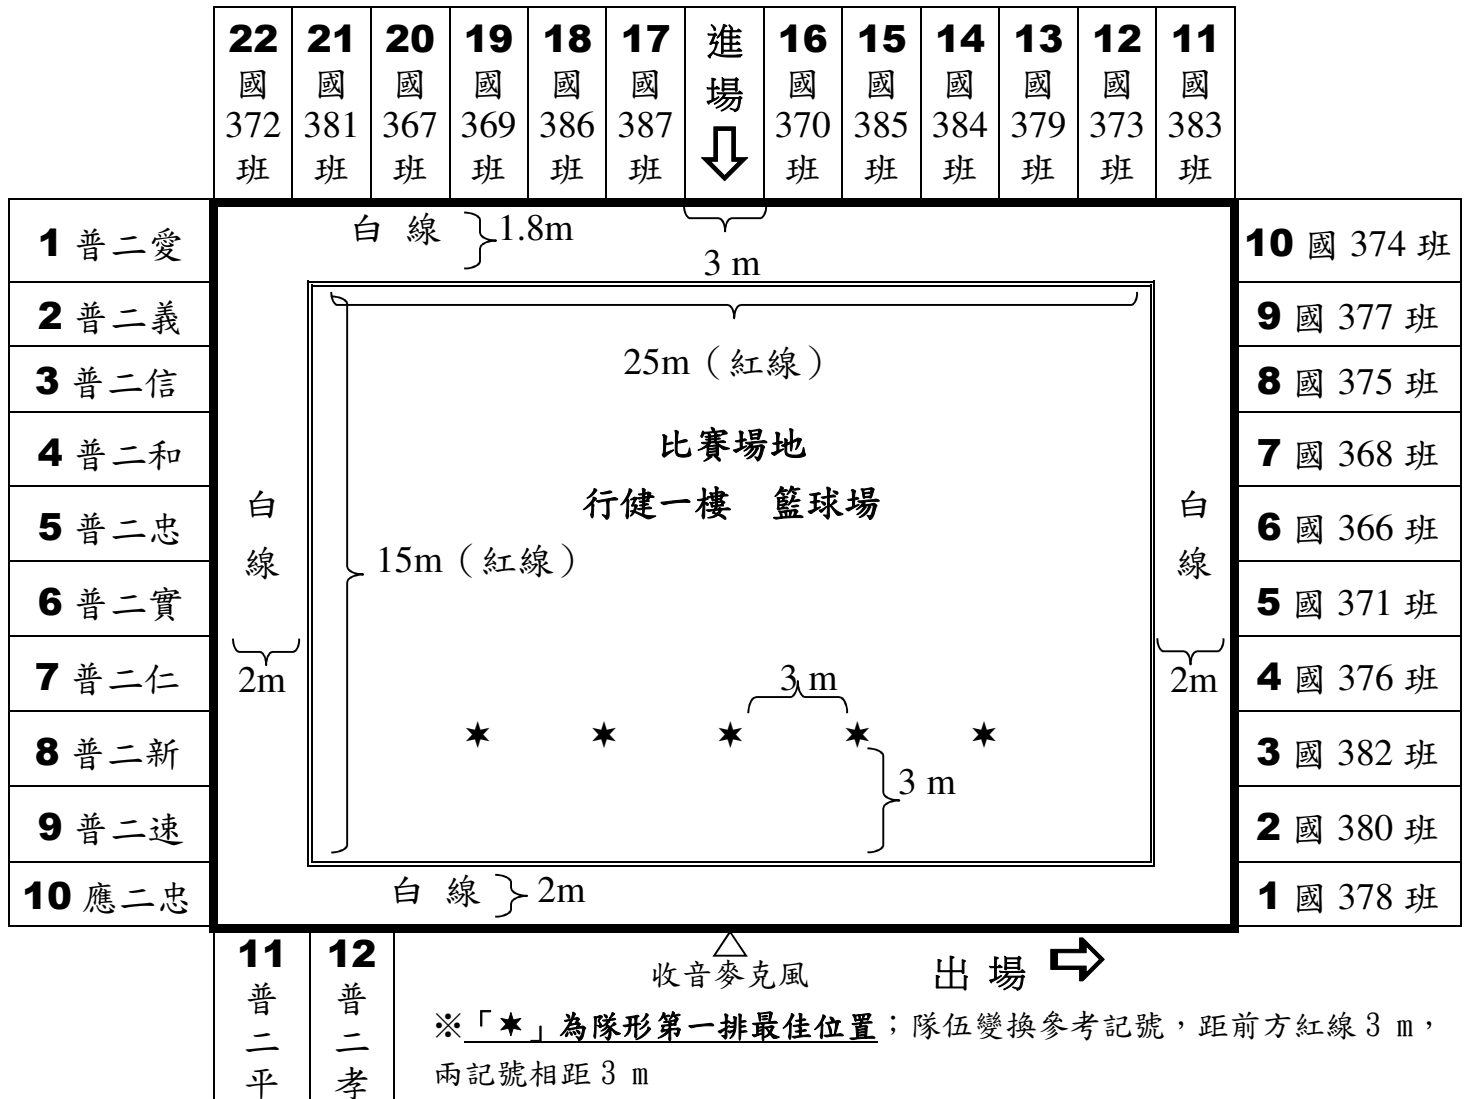 22 21 20 19 18 17 進 16 15 14 13 12 11
國 國 國 國 國 國 場 國 國 國 國 國 國
372 381 367 369 386 387 370 385 384 379 373 383
班 班 班 班 班 班 班 班 班 班 班 班
1 普二愛
白 線 1.8m
3 m
10 國 374 班
2 普二義
9 國 377 班
3 普二信
25m（紅線）
8 國 375 班
4 普二和
比賽場地
7 國 368 班
行健一樓 籃球場
5 普二忠
白
線
15m（紅線）
白
線
6 國 366 班
6 普二實
5 國 371 班
7 普二仁
2m
3 m
2m
4 國 376 班
8 普二新
✶ ✶ ✶ ✶ ✶
3 國 382 班
3 m
9 普二速
2 國 380 班
10 應二忠
白 線 2m
1 國 378 班
11 12
普 普
二 二
平 孝
收音麥克風
出 場
※「✶」為隊形第一排最佳位置；隊伍變換參考記號，距前方紅線 3 m，
兩記號相距 3 m